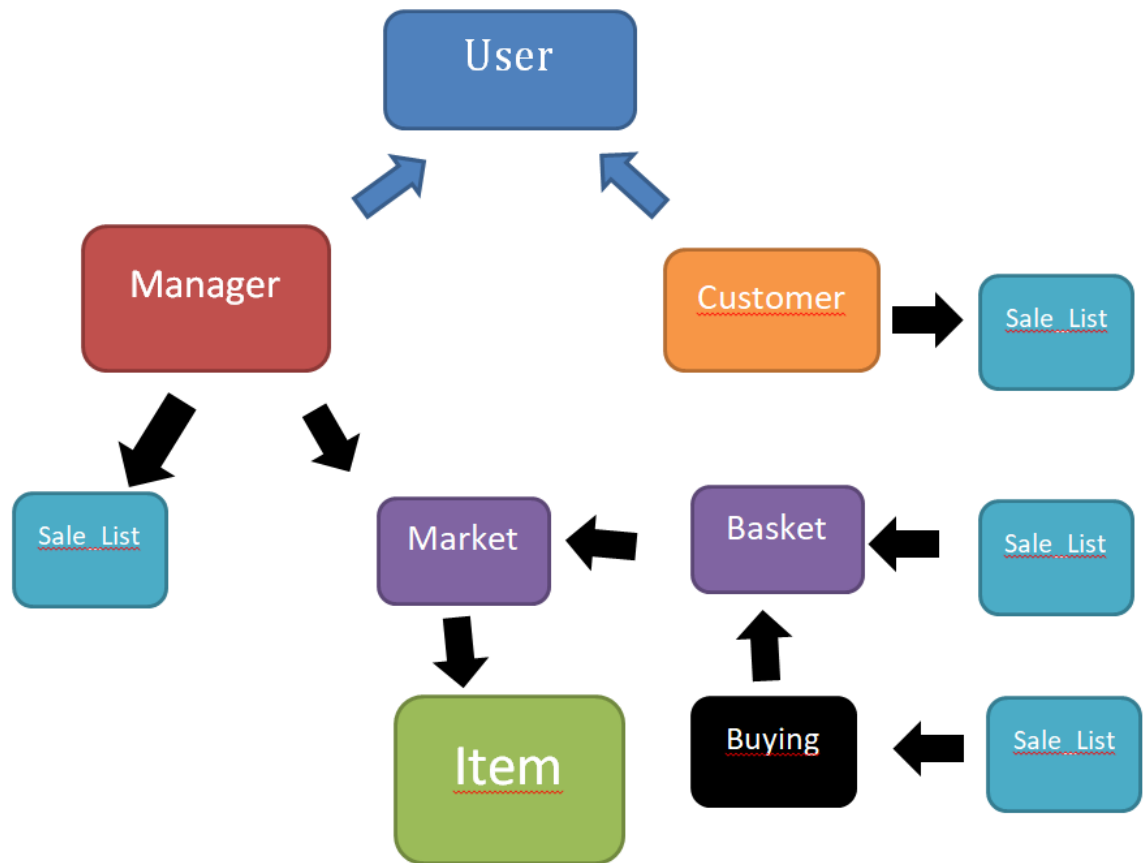 User
Manager
Customer
Sale_List
Sale_List
Market
Basket
Sale_List
Item
Buying
Sale_List